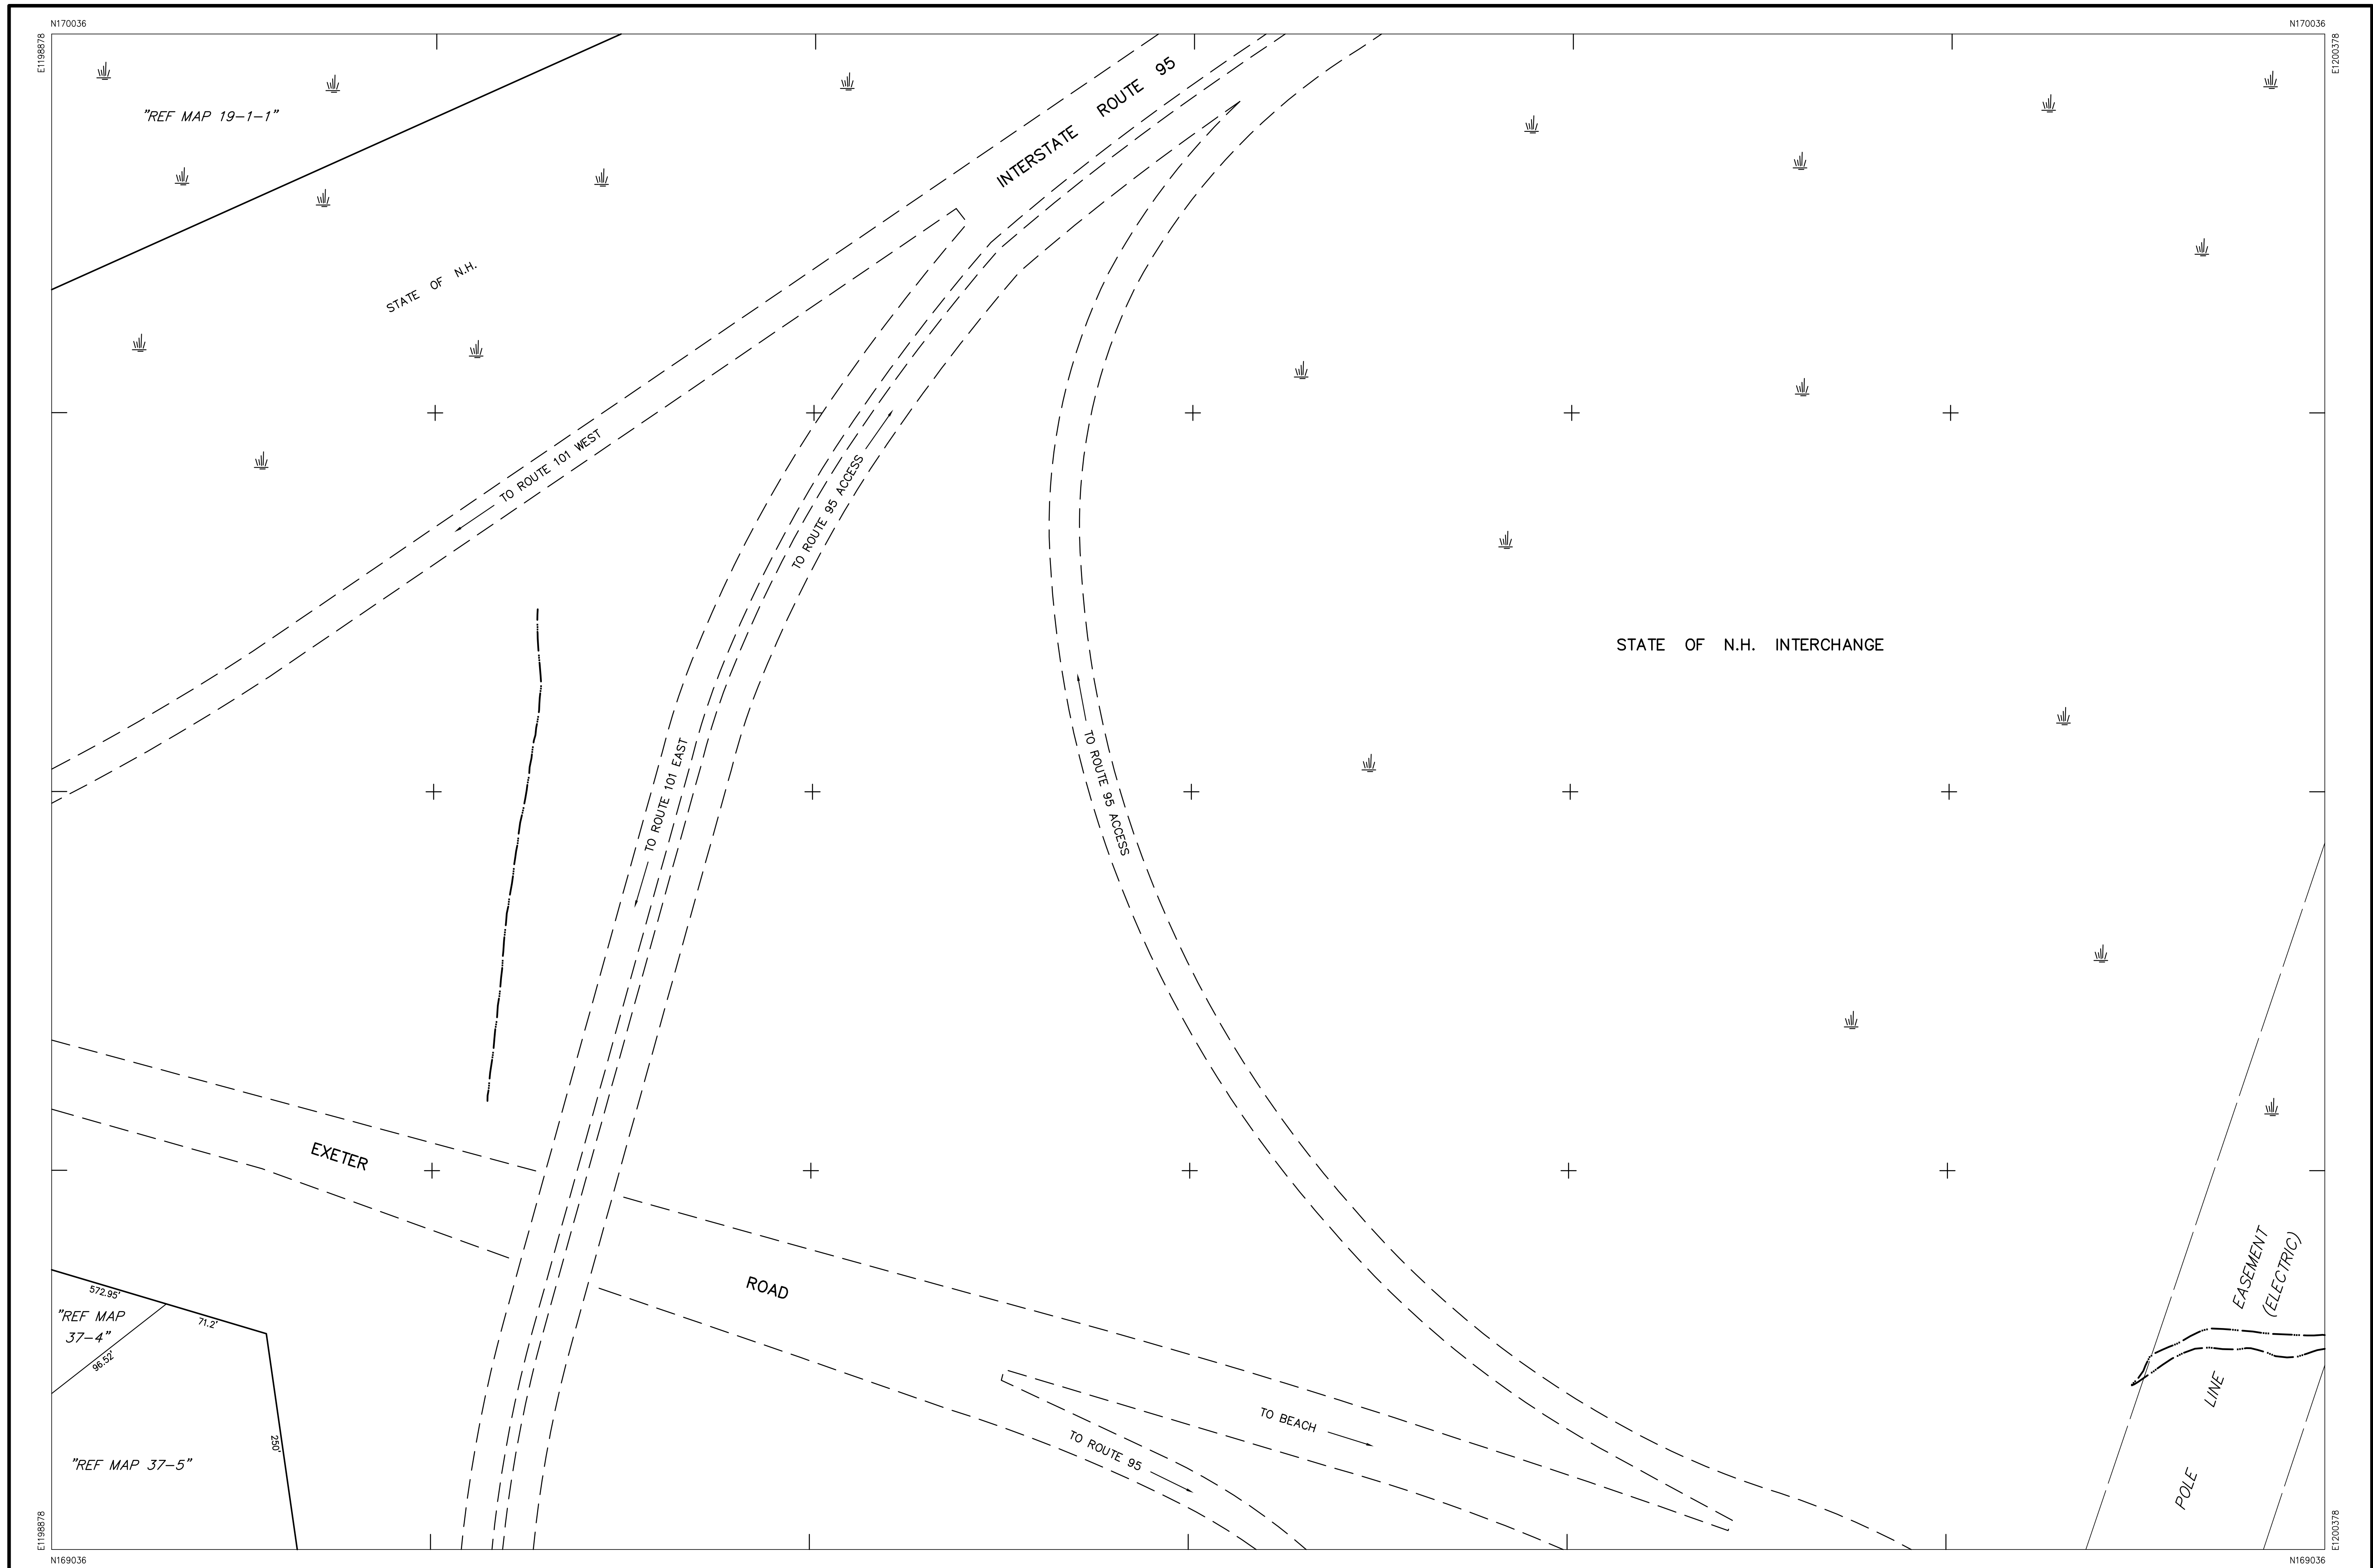 N170036
N170036
E1198878
E1200378
"REF MAP 19-1-1"
INTERSTATE ROUTE 95
STATE OF N.H.
TO ROUTE 101 WEST
TO ROUTE 95 ACCESS
STATE OF N.H. INTERCHANGE
TO ROUTE 101 EAST
TO ROUTE 95 ACCESS
EXETER
ROAD
572.95'
"REF MAP
37-4"
71.2'
96.52'
250'
"REF MAP 37-5"
TO BEACH
TO ROUTE 95
EASEMENT
(ELECTRIC)
POLE LINE
E1198878
E1200378
N169036
N169036